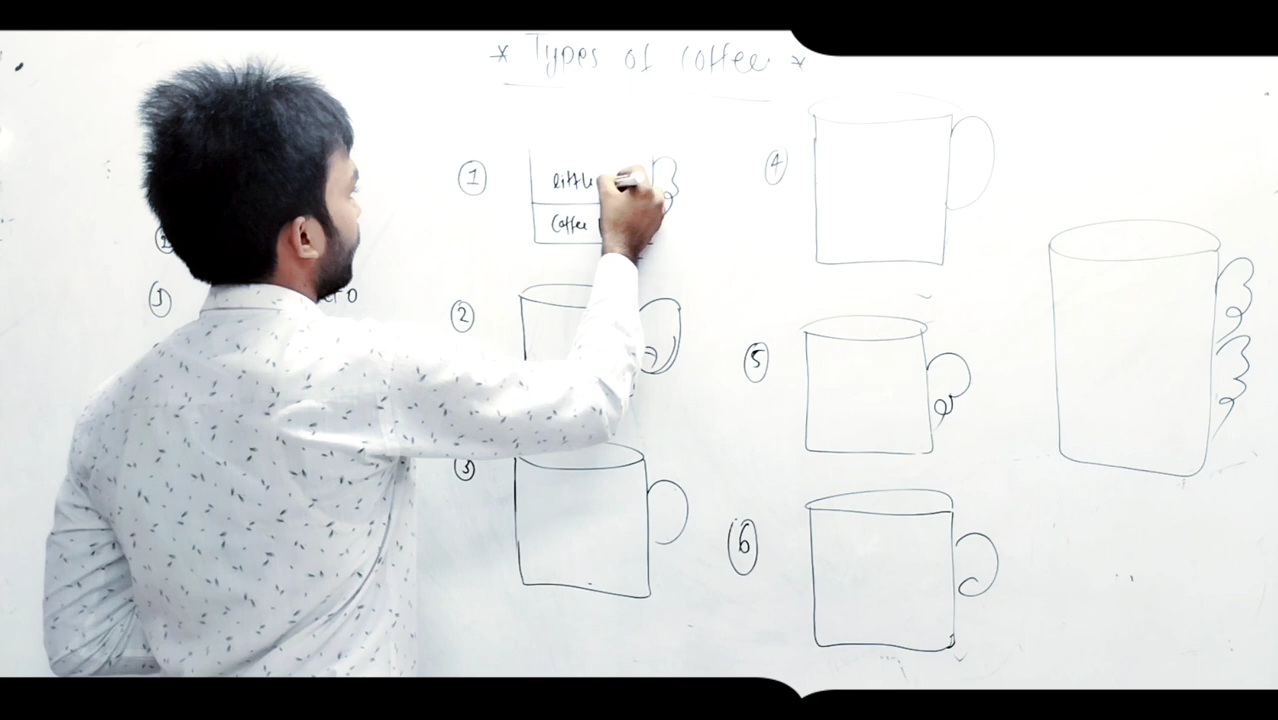 * Types of Coffee *
①
little
Coffee
②
③
④
⑤
⑥